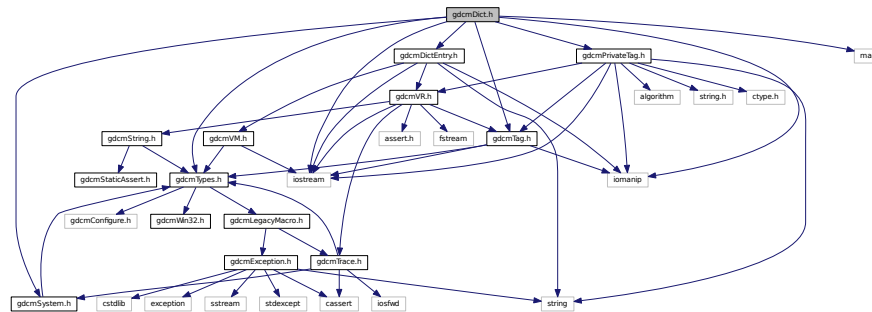 gdcmDict.h
gdcmDictEntry.h
gdcmPrivateTag.h
ma
gdcmVR.h
algorithm
string.h
ctype.h
gdcmString.h
gdcmVM.h
assert.h
fstream
gdcmTag.h
gdcmStaticAssert.h
gdcmTypes.h
iostream
iomanip
gdcmConfigure.h
gdcmWin32.h
gdcmLegacyMacro.h
gdcmException.h
gdcmTrace.h
gdcmSystem.h
cstdlib
exception
sstream
stdexcept
cassert
iosfwd
string